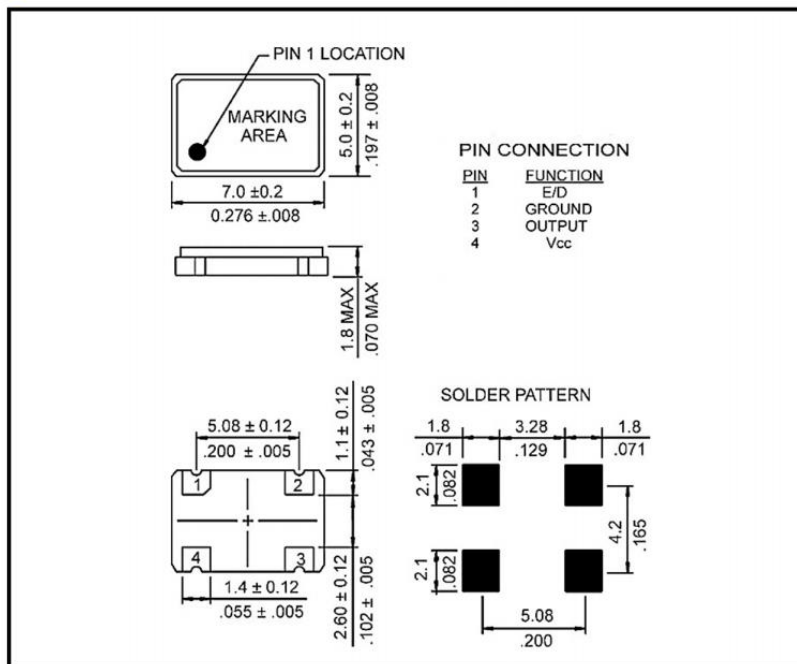 PIN 1 LOCATION
MARKING
AREA
5.0 ± 0.2
.197 ± .008
7.0 ±0.2
0.276 ±.008
PIN CONNECTION
PIN FUNCTION
1 E/D
2 GROUND
3 OUTPUT
4 Vcc
1.8 MAX
.070 MAX
5.08 ± 0.12
.200 ± .005
1.1 ± 0.12
.043 ± .005
1 2
4 3
1.4 ± 0.12
.055 ± .005
2.60 ± 0.12
.102 ± .005
SOLDER PATTERN
1.8 3.28 1.8
.071 .129 .071
2.1
.082
4.2
.165
2.1
.082
5.08
.200